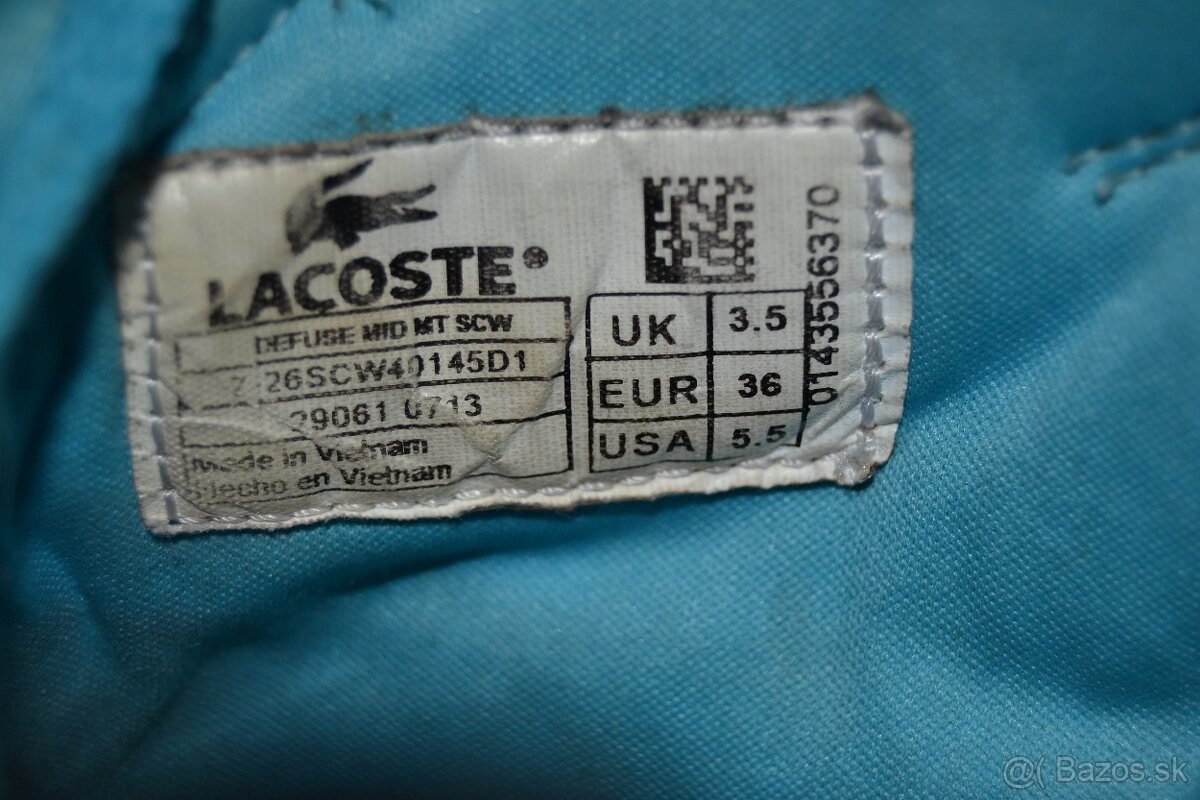 LACOSTE®
DEFUSE MID MT SCW
26SCW40145D1
29061 0713
Made in Vietnam
Hecho en Vietnam
UK 3.5
EUR 36
USA 5.5
01435556370
@( Bazos.sk